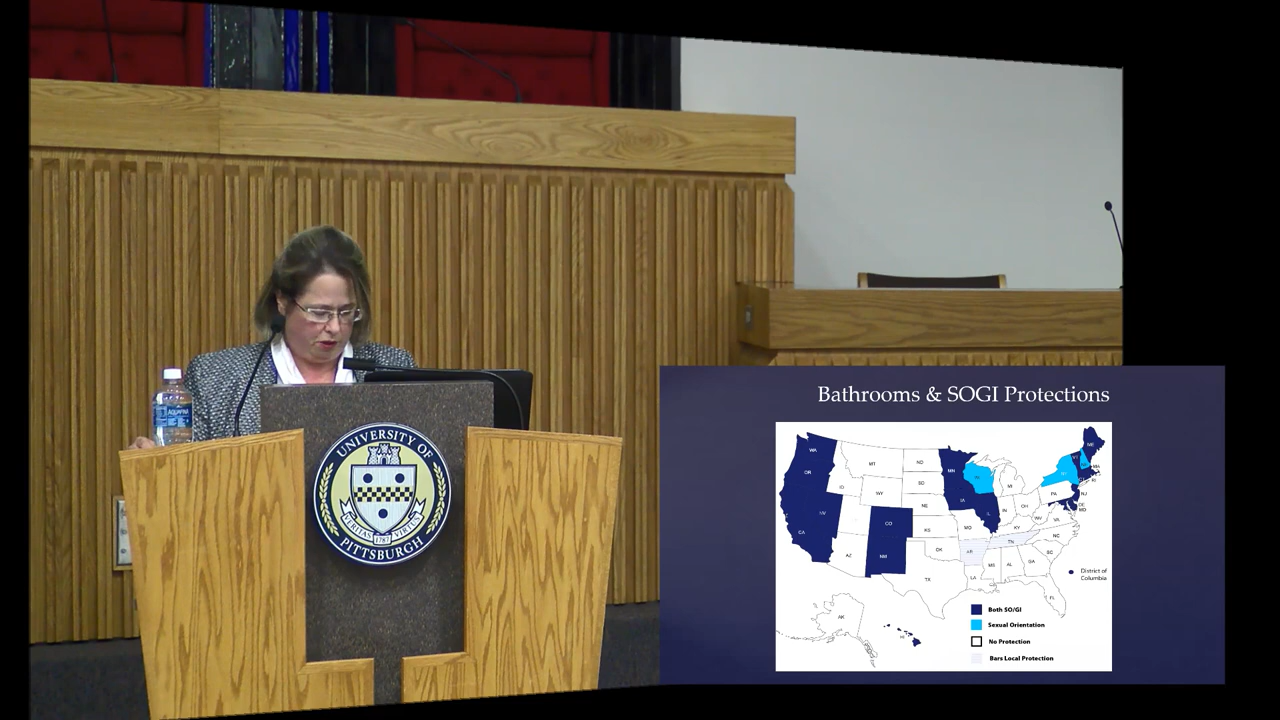 Bathrooms & SOGI Protections
WA
OR
CA
NV
ID
MT
WY
AZ
CO
NM
ND
SD
NE
KS
OK
TX
MN
IA
MO
AR
LA
WI
IL
MI
IN
OH
KY
TN
MS
AL
GA
FL
SC
NC
VA
WV
PA
NY
VT
ME
MA
RI
NJ
DE
MD
AK
HI
District of
Columbia
Both SO/GI
Sexual Orientation
No Protection
Bars Local Protection
AQUAFINA
UNIVERSITY OF
PITTSBURGH
VERITAS VIRTUS
1787